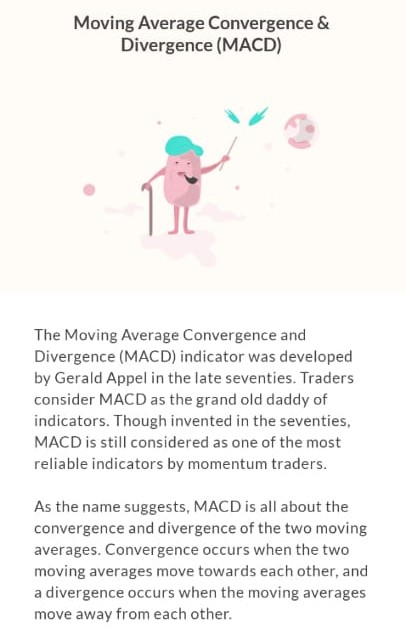 Moving Average Convergence &
Divergence (MACD)
The Moving Average Convergence and
Divergence (MACD) indicator was developed
by Gerald Appel in the late seventies. Traders
consider MACD as the grand old daddy of
indicators. Though invented in the seventies,
MACD is still considered as one of the most
reliable indicators by momentum traders.
As the name suggests, MACD is all about the
convergence and divergence of the two moving
averages. Convergence occurs when the two
moving averages move towards each other, and
a divergence occurs when the moving averages
move away from each other.